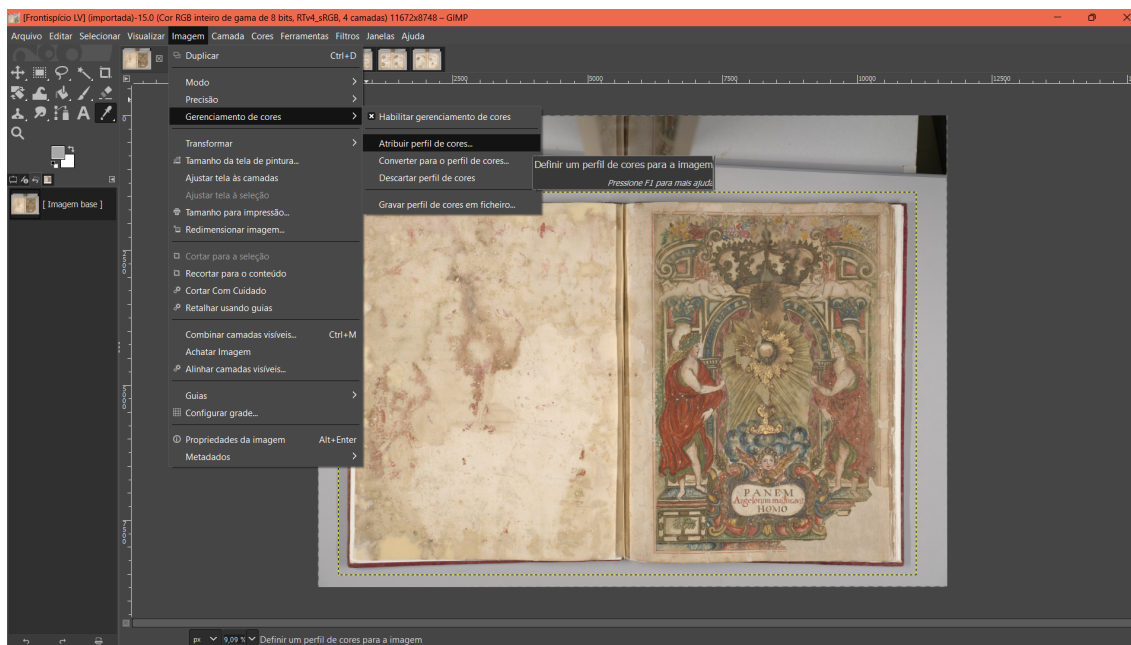 [Frontispício LV] (importada)-15.0 (Cor RGB inteiro de gama de 8 bits, RTv4_sRGB, 4 camadas) 11672x8748 – GIMP
Arquivo Editar Selecionar Visualizar Imagem Camada Cores Ferramentas Filtros Janelas Ajuda
Duplicar Ctrl+D
Modo
Precisão
Gerenciamento de cores
Transformar
Tamanho da tela de pintura...
Ajustar tela às camadas
Ajustar tela à seleção
Tamanho para impressão...
Redimensionar imagem...
Cortar para a seleção
Recortar para o conteúdo
Cortar Com Cuidado
Retalhar usando guias
Combinar camadas visíveis... Ctrl+M
Achatar Imagem
Alinhar camadas visíveis...
Guias
Configurar grade...
Propriedades da imagem Alt+Enter
Metadados
Habilitar gerenciamento de cores
Atribuir perfil de cores...
Converter para o perfil de cores...
Descartar perfil de cores
Gravar perfil de cores em ficheiro...
Definir um perfil de cores para a imagem
Pressione F1 para mais ajuda
[ Imagem base ]
2500 5000 7500 10000 12500
0
2500
5000
7500
PANEM
Angelorum manducat
HOMO
px 9,09 % Definir um perfil de cores para a imagem